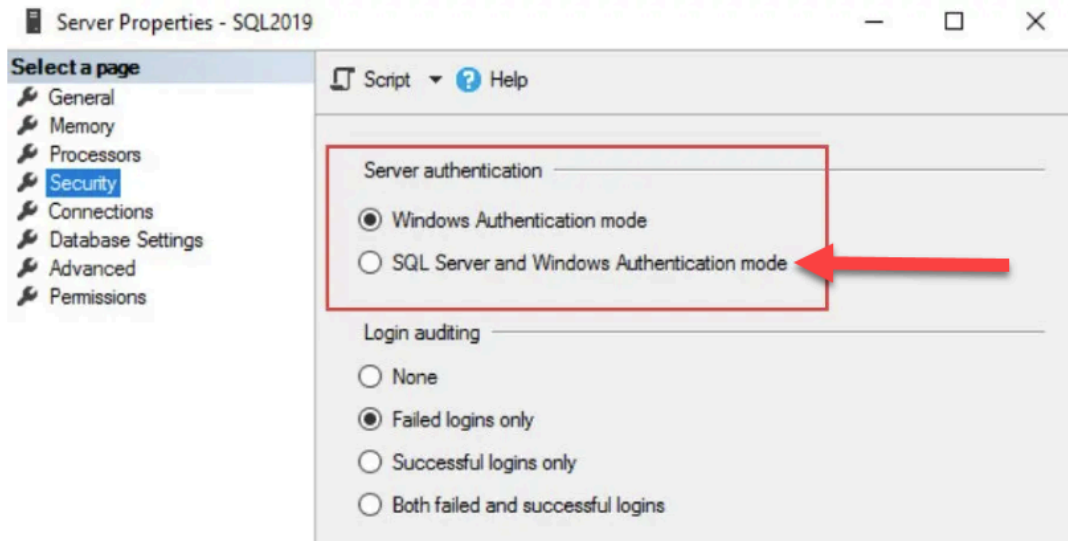 Server Properties - SQL2019
Select a page
General
Memory
Processors
Security
Connections
Database Settings
Advanced
Permissions
Script
Help
Server authentication
Windows Authentication mode
SQL Server and Windows Authentication mode
Login auditing
None
Failed logins only
Successful logins only
Both failed and successful logins